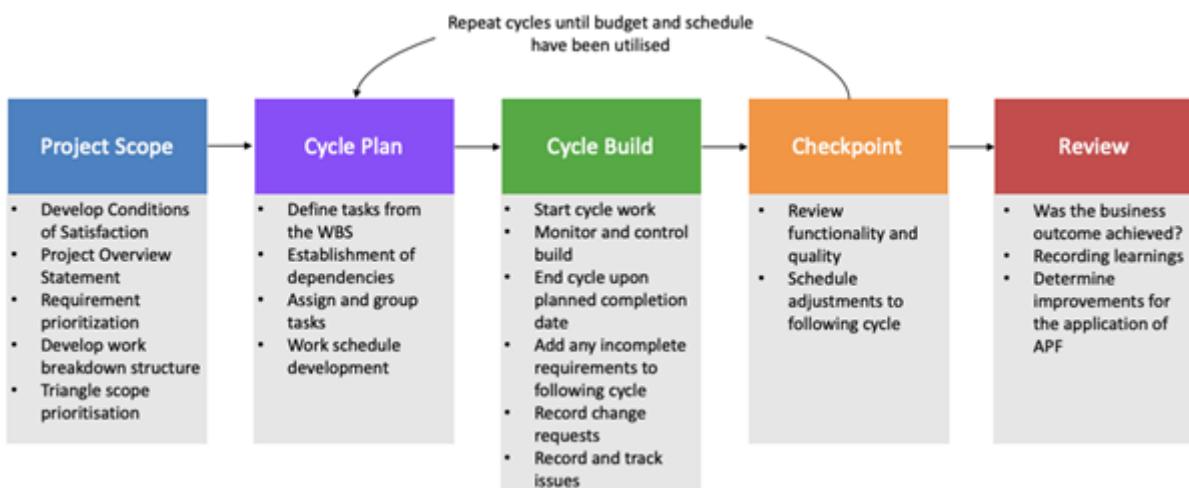 Repeat cycles until budget and schedule
have been utilised
Project Scope
• Develop Conditions
of Satisfaction
• Project Overview
Statement
• Requirement
prioritization
• Develop work
breakdown structure
• Triangle scope
prioritisation
Cycle Plan
• Define tasks from
the WBS
• Establishment of
dependencies
• Assign and group
tasks
• Work schedule
development
Cycle Build
• Start cycle work
• Monitor and control
build
• End cycle upon
planned completion
date
• Add any incomplete
requirements to
following cycle
• Record change
requests
• Record and track
issues
Checkpoint
• Review
functionality and
quality
• Schedule
adjustments to
following cycle
Review
• Was the business
outcome achieved?
• Recording learnings
• Determine
improvements for
the application of
APF